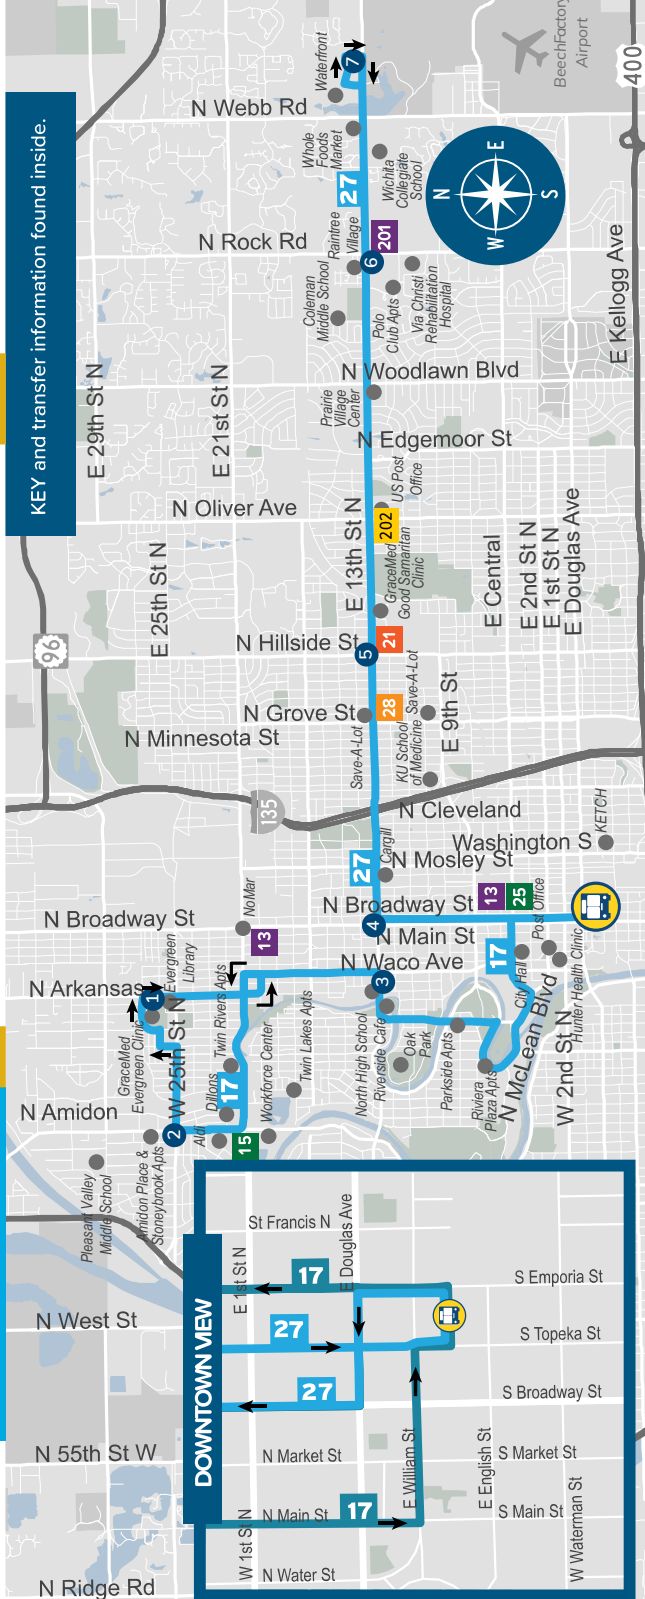 KEY and transfer information found inside.
BeechFactory
Airport
400
Waterfront
7
N Webb Rd
Whole
Foods
Market
Wichita
Collegiate
School
27
N
E
S
W
N Rock Rd
Raintree
Village
201
6
Coleman
Middle School
Polo
Club Apts
Via Christi
Rehabilitation
Hospital
E Kellogg Ave
E 29th St N
E 21st St N
N Woodlawn Blvd
Prairie
Village
Center
N Edgemoor St
US Post
Office
N Oliver Ave
202
E 13th St N
E 25th St N
GraceMed
Good Samaritan
Clinic
E Central
E 2nd St N
E 1st St N
E Douglas Ave
96
N Hillside St
5
21
N Grove St
28
Save-A-Lot
Save-A-Lot
E 9th St
N Minnesota St
KU School
of Medicine
135
N Cleveland
Washington S
KETCH
27
Cargill
N Mosley St
N Broadway St
N Broadway St
4
13
25
NoMar
13
N Main St
17
Post Office
City Hall
Hunter Health Clinic
N Waco Ave
3
N Arkansas
1
Evergreen
Library
GraceMed
Evergreen Clinic
W 25th St N
Twin Rivers Apts
North High School
Riverside Cafe
Oak
Park
Parkside Apts
Riviera
Plaza Apts
N McLean Blvd
W 2nd St N
N Amidon
2
Dillons
17
Aldi
15
Workforce Center
Twin Lakes Apts
Amidon Place &
Stoneybrook Apts
Pleasant Valley
Middle School
N West St
N 55th St W
N Ridge Rd
DOWNTOWN VIEW
St Francis N
E 1st St N
E Douglas Ave
17
S Emporia St
27
S Topeka St
27
S Broadway St
N Market St
S Market St
E William St
E English St
17
N Main St
S Main St
W 1st St N
N Water St
W Waterman St